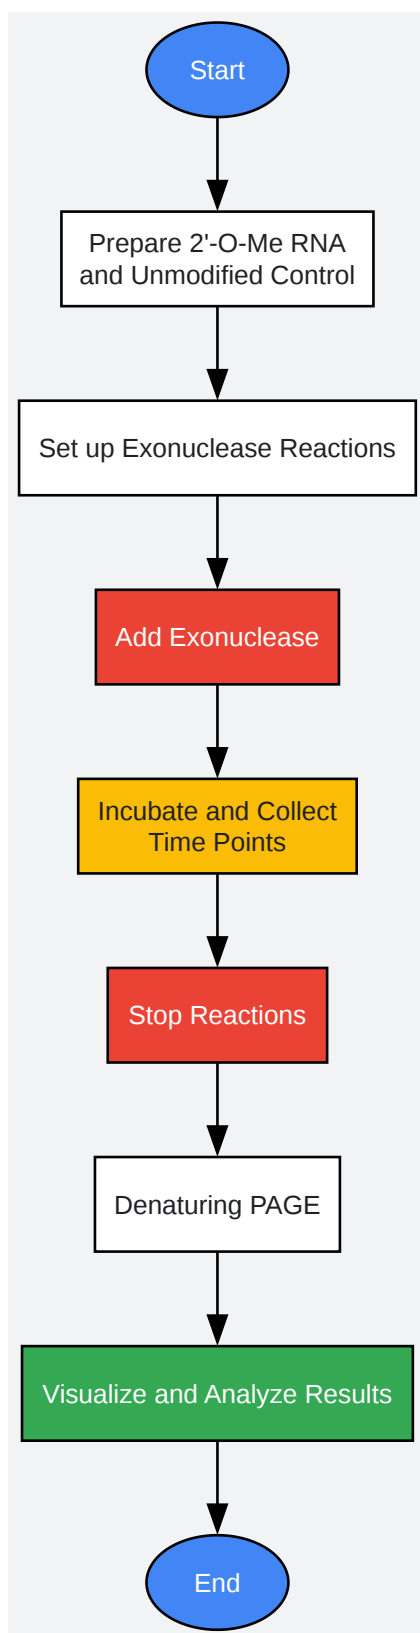 Start
Prepare 2'-O-Me RNA
and Unmodified Control
Set up Exonuclease Reactions
Add Exonuclease
Incubate and Collect
Time Points
Stop Reactions
Denaturing PAGE
Visualize and Analyze Results
End